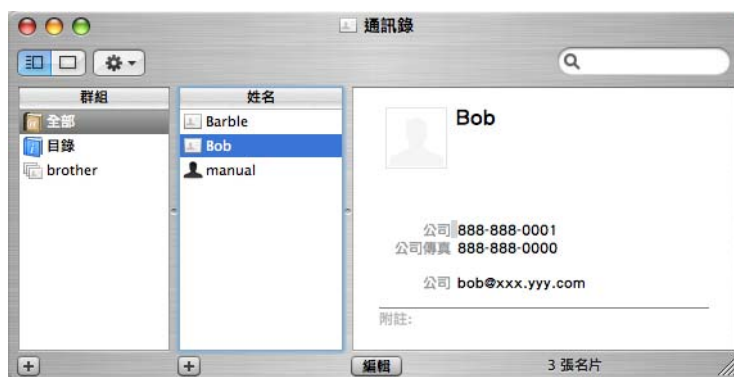 通訊錄
群組
全部
目錄
brother
姓名
Barble
Bob
manual
Bob
公司 888-888-0001
公司傳真 888-888-0000
公司 bob@xxx.yyy.com
附註:
編輯
3 張名片